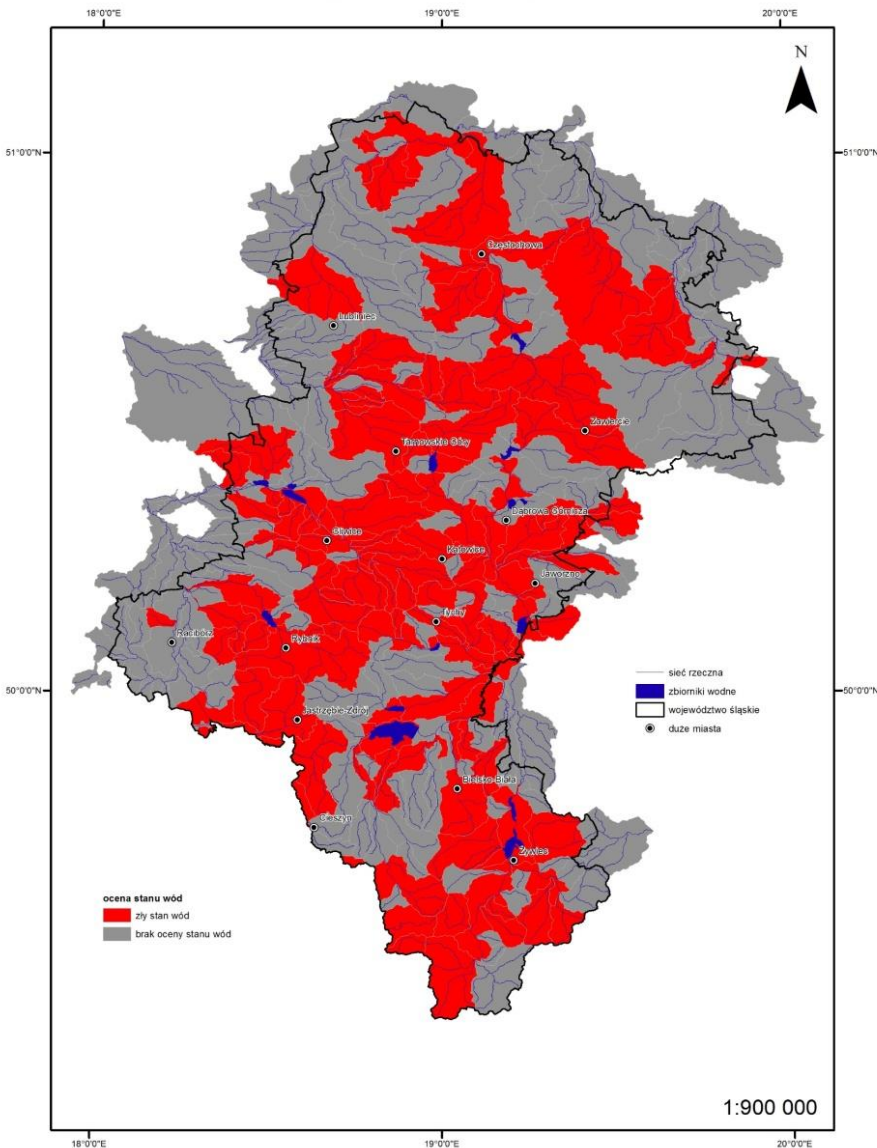 18°0'0"E
19°0'0"E
20°0'0"E
N
51°0'0"N
51°0'0"N
Częstochowa
Lubliniec
Zawiercie
Tarnowskie Góry
Dąbrowa Górnicza
Gliwice
Katowice
Jaworzno
Tychy
Racibórz
Rybnik
50°0'0"N
50°0'0"N
sieć rzeczna
zbiorniki wodne
województwo śląskie
duże miasta
Jastrzębie-Zdrój
Bielsko-Biała
Cieszyn
Żywiec
ocena stanu wód
zły stan wód
brak oceny stanu wód
1:900 000
18°0'0"E
19°0'0"E
20°0'0"E